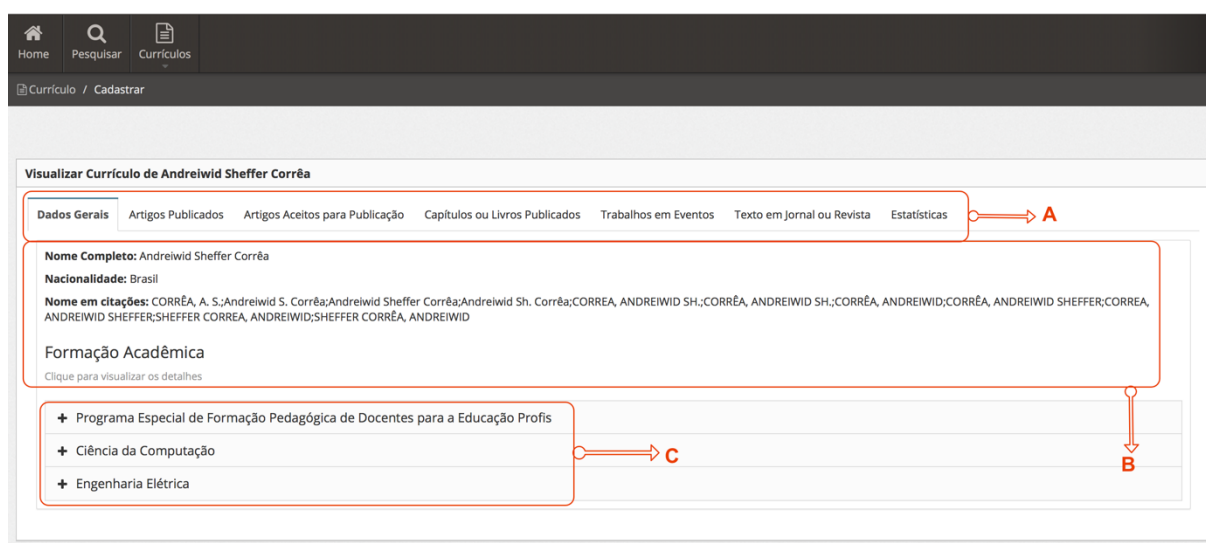 Home Pesquisar Currículos
Currículo / Cadastrar
Visualizar Currículo de Andreiwid Sheffer Corrêa
Dados Gerais Artigos Publicados Artigos Aceitos para Publicação Capítulos ou Livros Publicados Trabalhos em Eventos Texto em Jornal ou Revista Estatísticas A
Nome Completo: Andreiwid Sheffer Corrêa
Nacionalidade: Brasil
Nome em citações: CORRÊA, A. S.;Andreiwid S. Corrêa;Andreiwid Sheffer Corrêa;Andreiwid Sh. Corrêa;CORREA, ANDREIWID SH.;CORRÊA, ANDREIWID SH.;CORRÊA, ANDREIWID;CORRÊA, ANDREIWID SHEFFER;CORREA,
ANDREIWID SHEFFER;SHEFFER CORREA, ANDREIWID;SHEFFER CORRÊA, ANDREIWID
Formação Acadêmica
Clique para visualizar os detalhes
+ Programa Especial de Formação Pedagógica de Docentes para a Educação Profis
+ Ciência da Computação C
B
+ Engenharia Elétrica